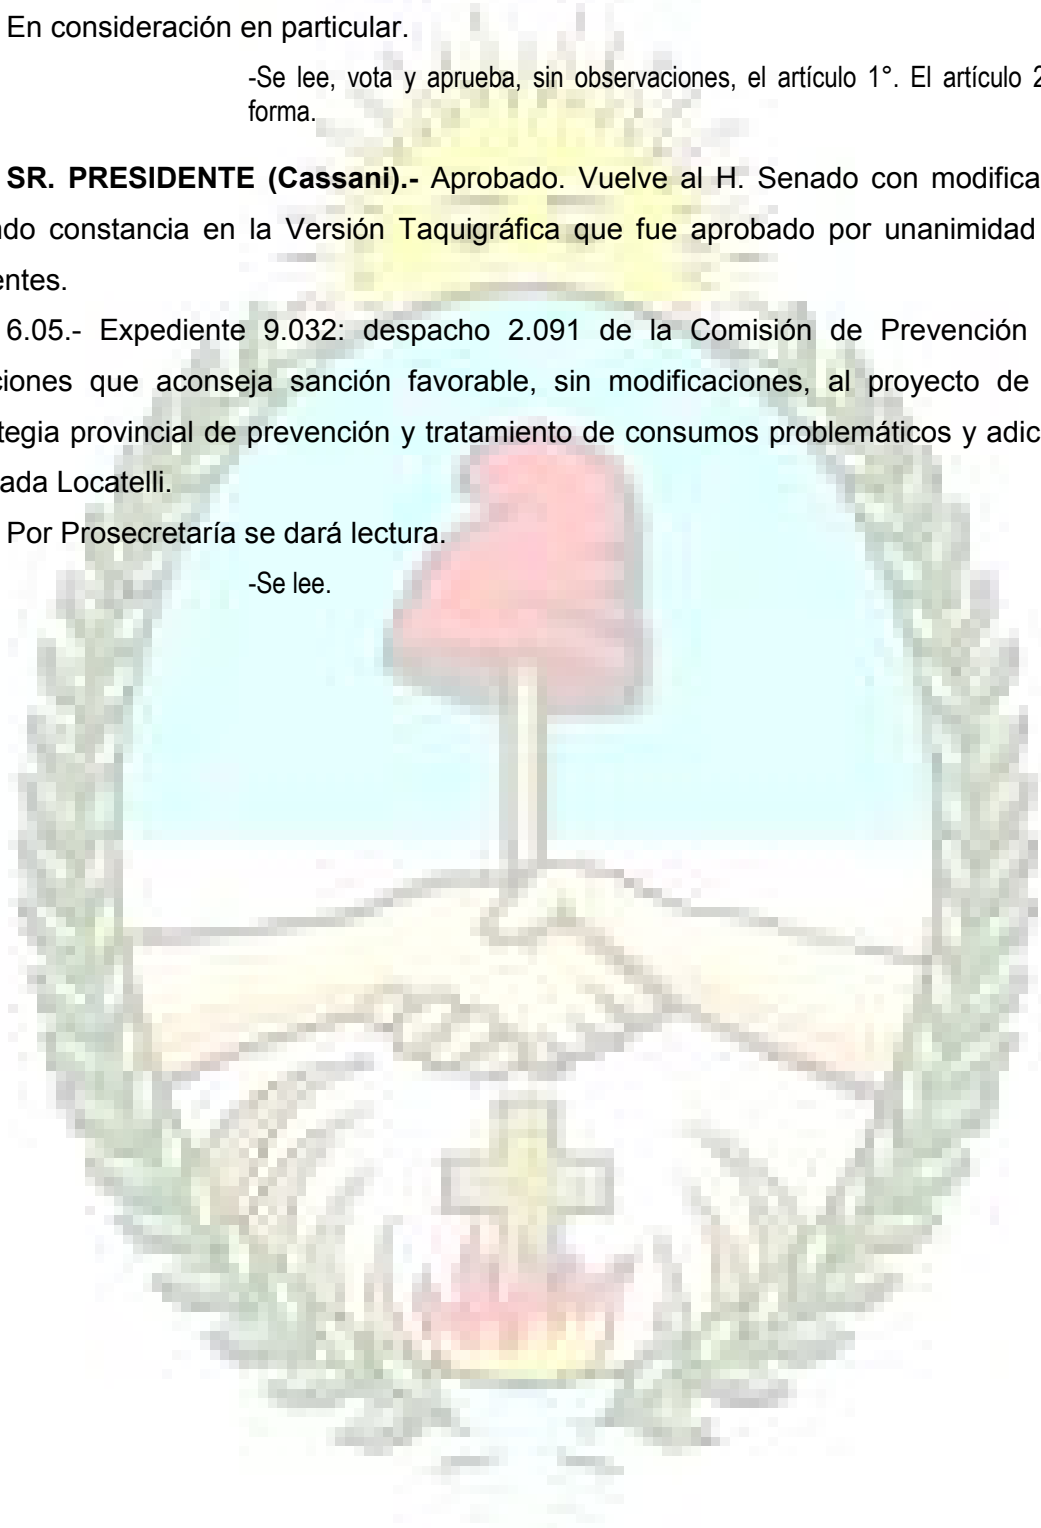 En consideración en particular.
-Se lee, vota y aprueba, sin observaciones, el artículo 1°. El artículo 2
forma.
SR. PRESIDENTE (Cassani).- Aprobado. Vuelve al H. Senado con modifica
ndo constancia en la Versión Taquigráfica que fue aprobado por unanimidad
entes.
6.05.- Expediente 9.032: despacho 2.091 de la Comisión de Prevención
ciones que aconseja sanción favorable, sin modificaciones, al proyecto de
tegia provincial de prevención y tratamiento de consumos problemáticos y adic
ada Locatelli.
Por Prosecretaría se dará lectura.
-Se lee.